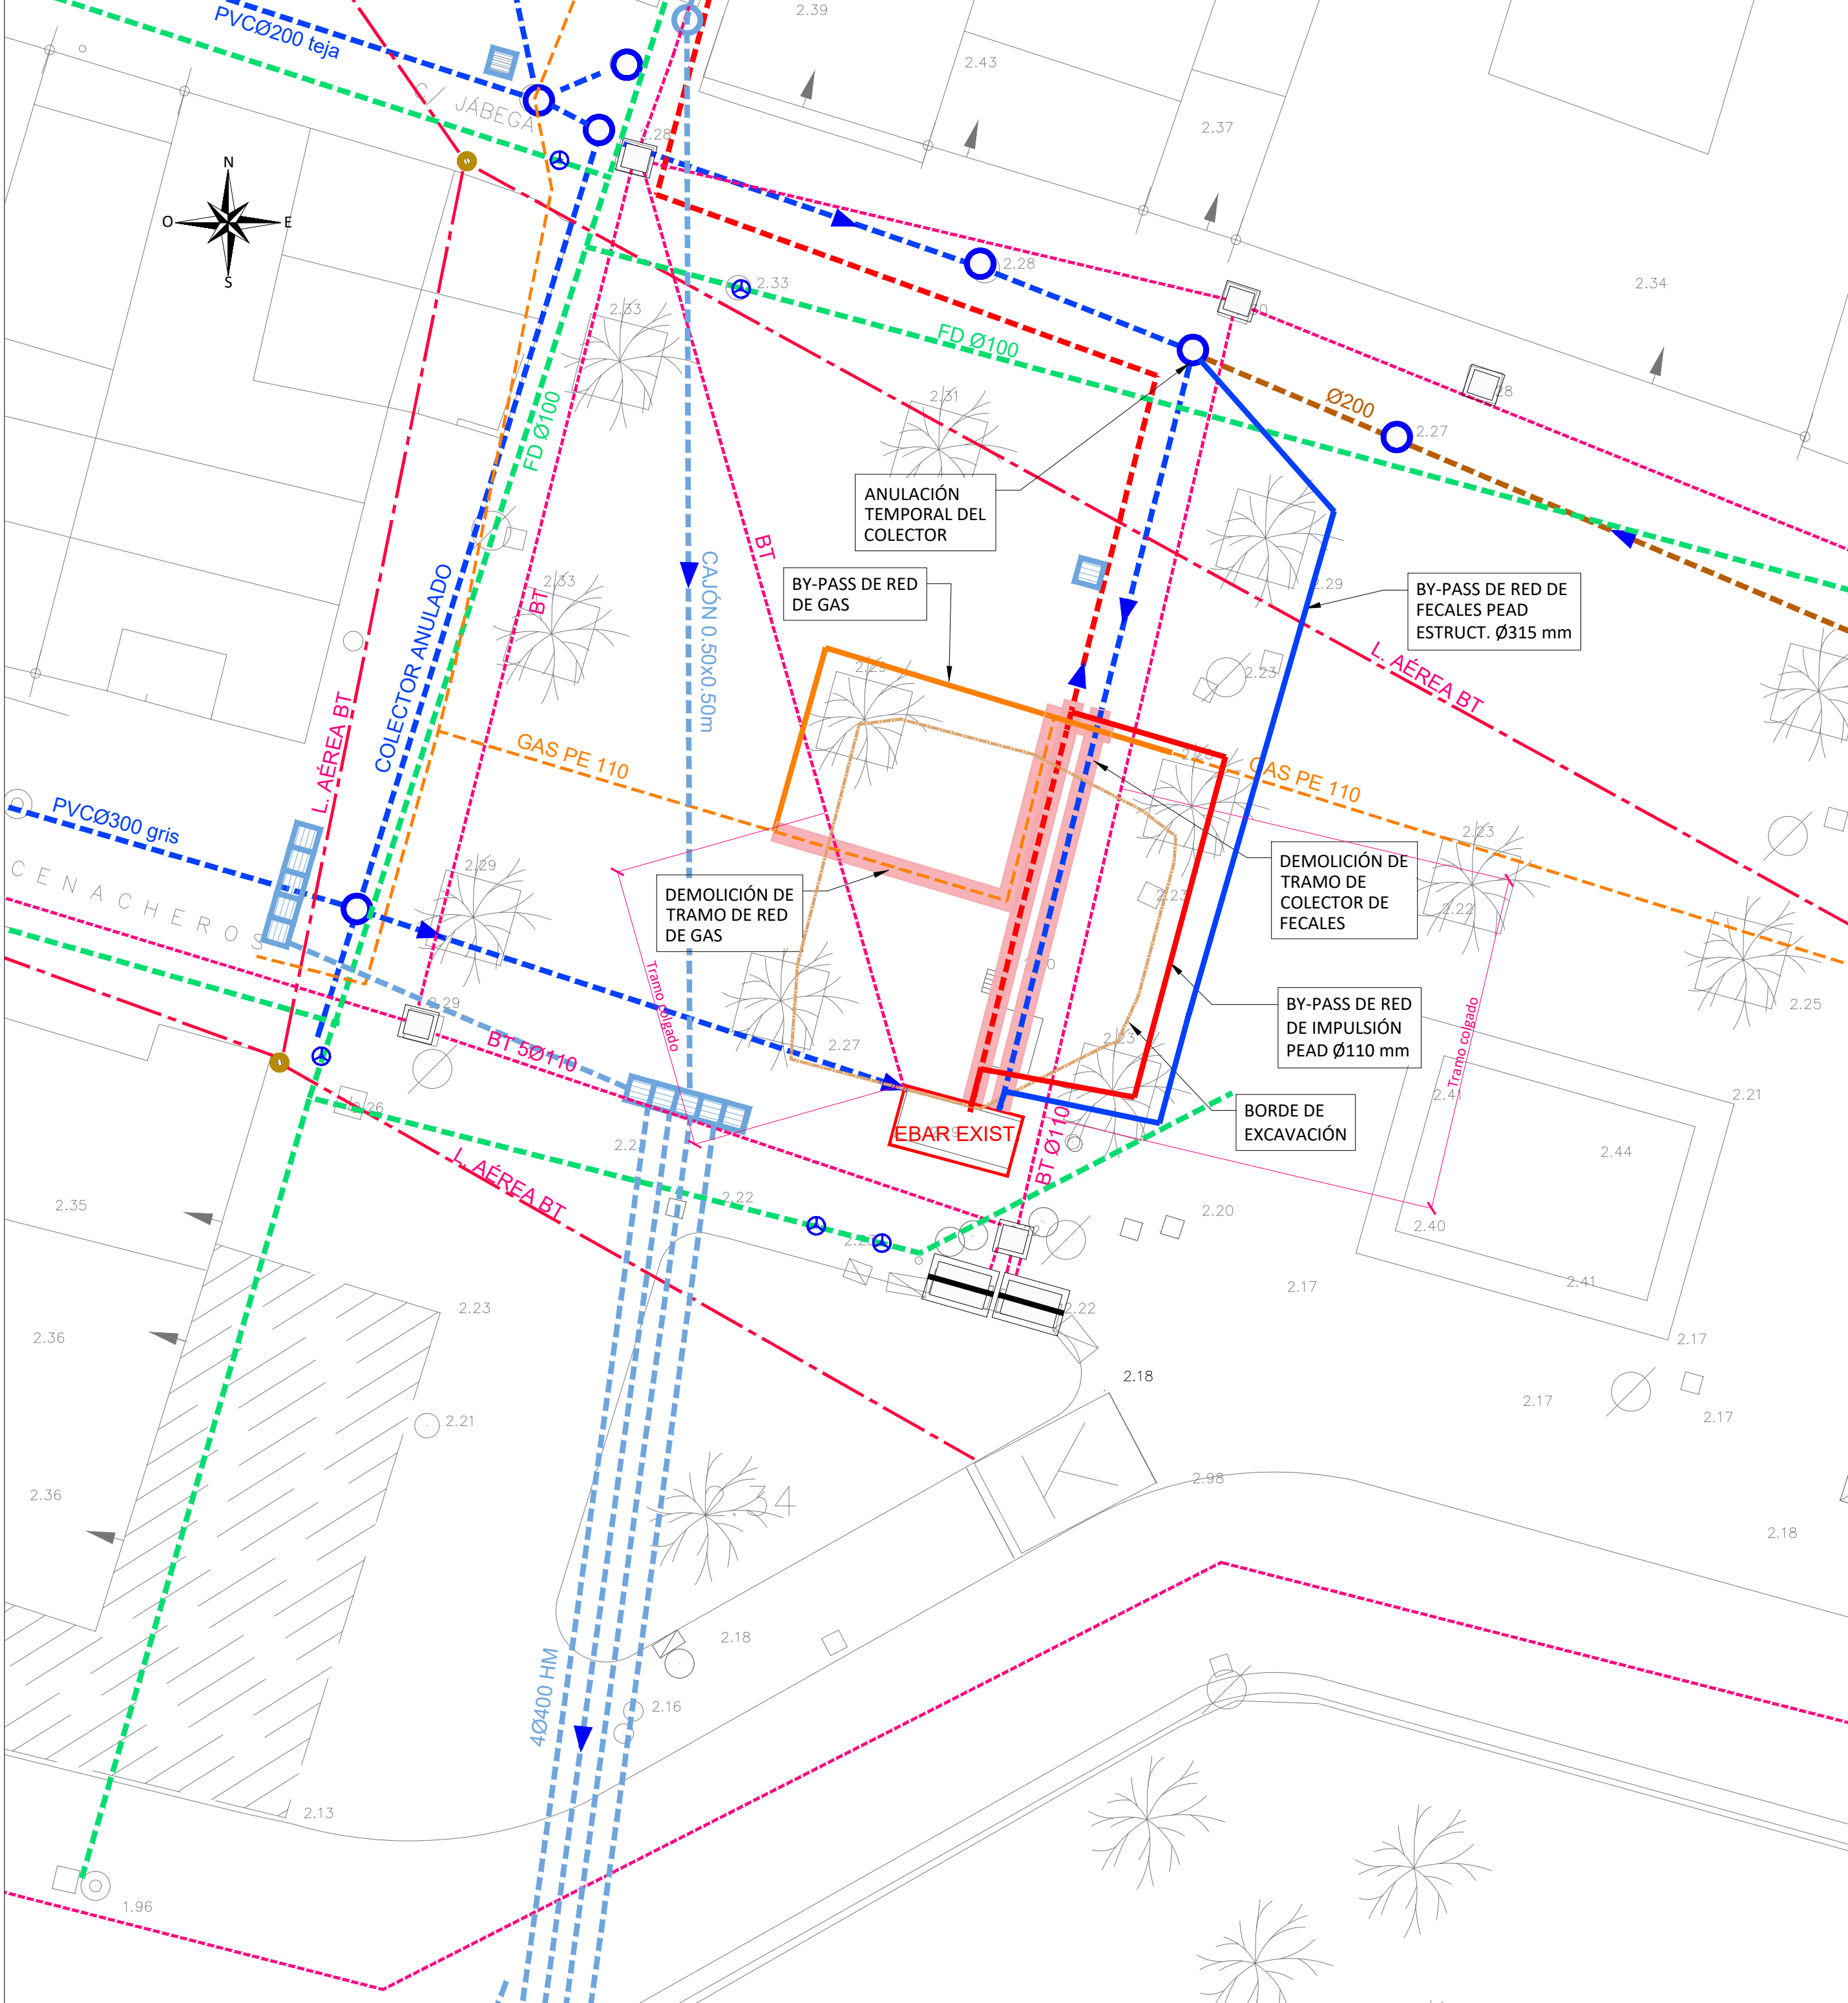 2.39
PVCØ200 teja
2.43
C/ JÁBEGA
2.28
2.37
N
O
E
S
2.28
2.33
2.34
2.33
FD Ø100
2.31
Ø200
2.27
FD Ø100
ANULACIÓN
TEMPORAL DEL
COLECTOR
BT
CAJÓN 0.50x0.50m
COLECTOR ANULADO
2.33
BT
BY-PASS DE RED
DE GAS
2.29
BY-PASS DE RED DE
FECALES PEAD
ESTRUCT. Ø315 mm
L. AÉREA BT
2.23
L. AÉREA BT
GAS PE 110
GAS PE 110
PVCØ300 gris
2.23
CENACHEROS
2.29
DEMOLICIÓN DE
TRAMO DE RED
DE GAS
2.23
DEMOLICIÓN DE
TRAMO DE
COLECTOR DE
FECALES
2.22
Tramo colgado
2.29
BT 5Ø110
2.27
BY-PASS DE RED
DE IMPULSIÓN
PEAD Ø110 mm
Tramo colgado
2.25
2.23
2.26
2.41
2.21
EBAR EXIST
BT Ø110
BORDE DE
EXCAVACIÓN
2.44
L. AÉREA BT
2.35
2.22
2.20
2.40
2.17
2.41
2.23
2.22
2.36
2.17
2.18
2.17
2.17
2.21
2.36
2.98
2.18
2.18
4Ø400 HM
2.16
2.13
1.96